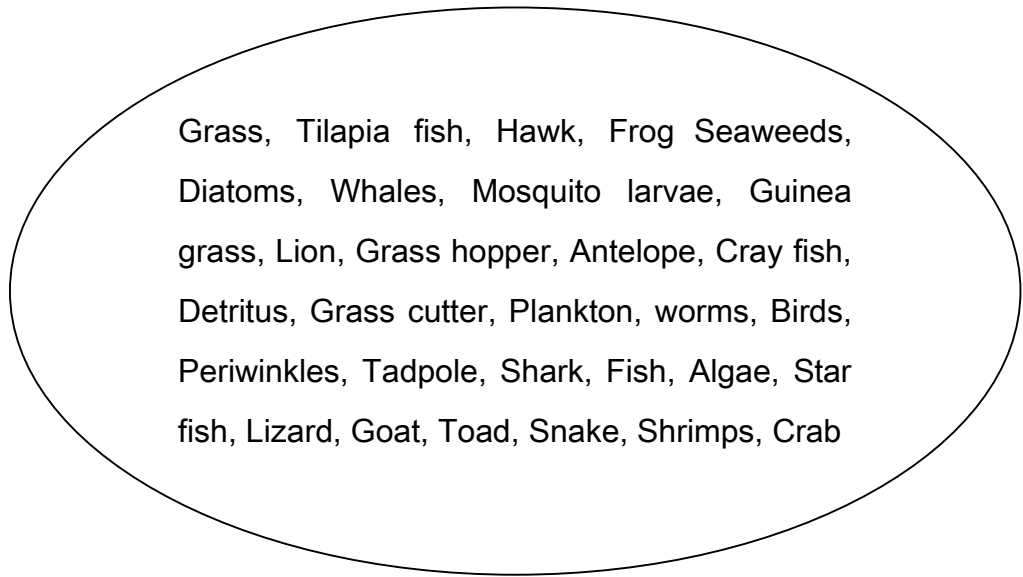 Grass, Tilapia fish, Hawk, Frog Seaweeds,
Diatoms, Whales, Mosquito larvae, Guinea
grass, Lion, Grass hopper, Antelope, Cray fish,
Detritus, Grass cutter, Plankton, worms, Birds,
Periwinkles, Tadpole, Shark, Fish, Algae, Star
fish, Lizard, Goat, Toad, Snake, Shrimps, Crab